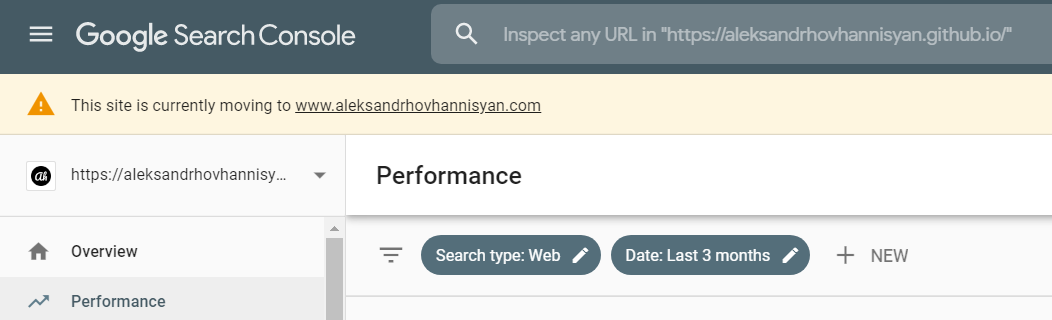 Google Search Console
Inspect any URL in "https://aleksandrhovhannisyan.github.io/"
This site is currently moving to www.aleksandrhovhannisyan.com
Ah
https://aleksandrhovhannisy...
Performance
Overview
Search type: Web
Date: Last 3 months
NEW
Performance